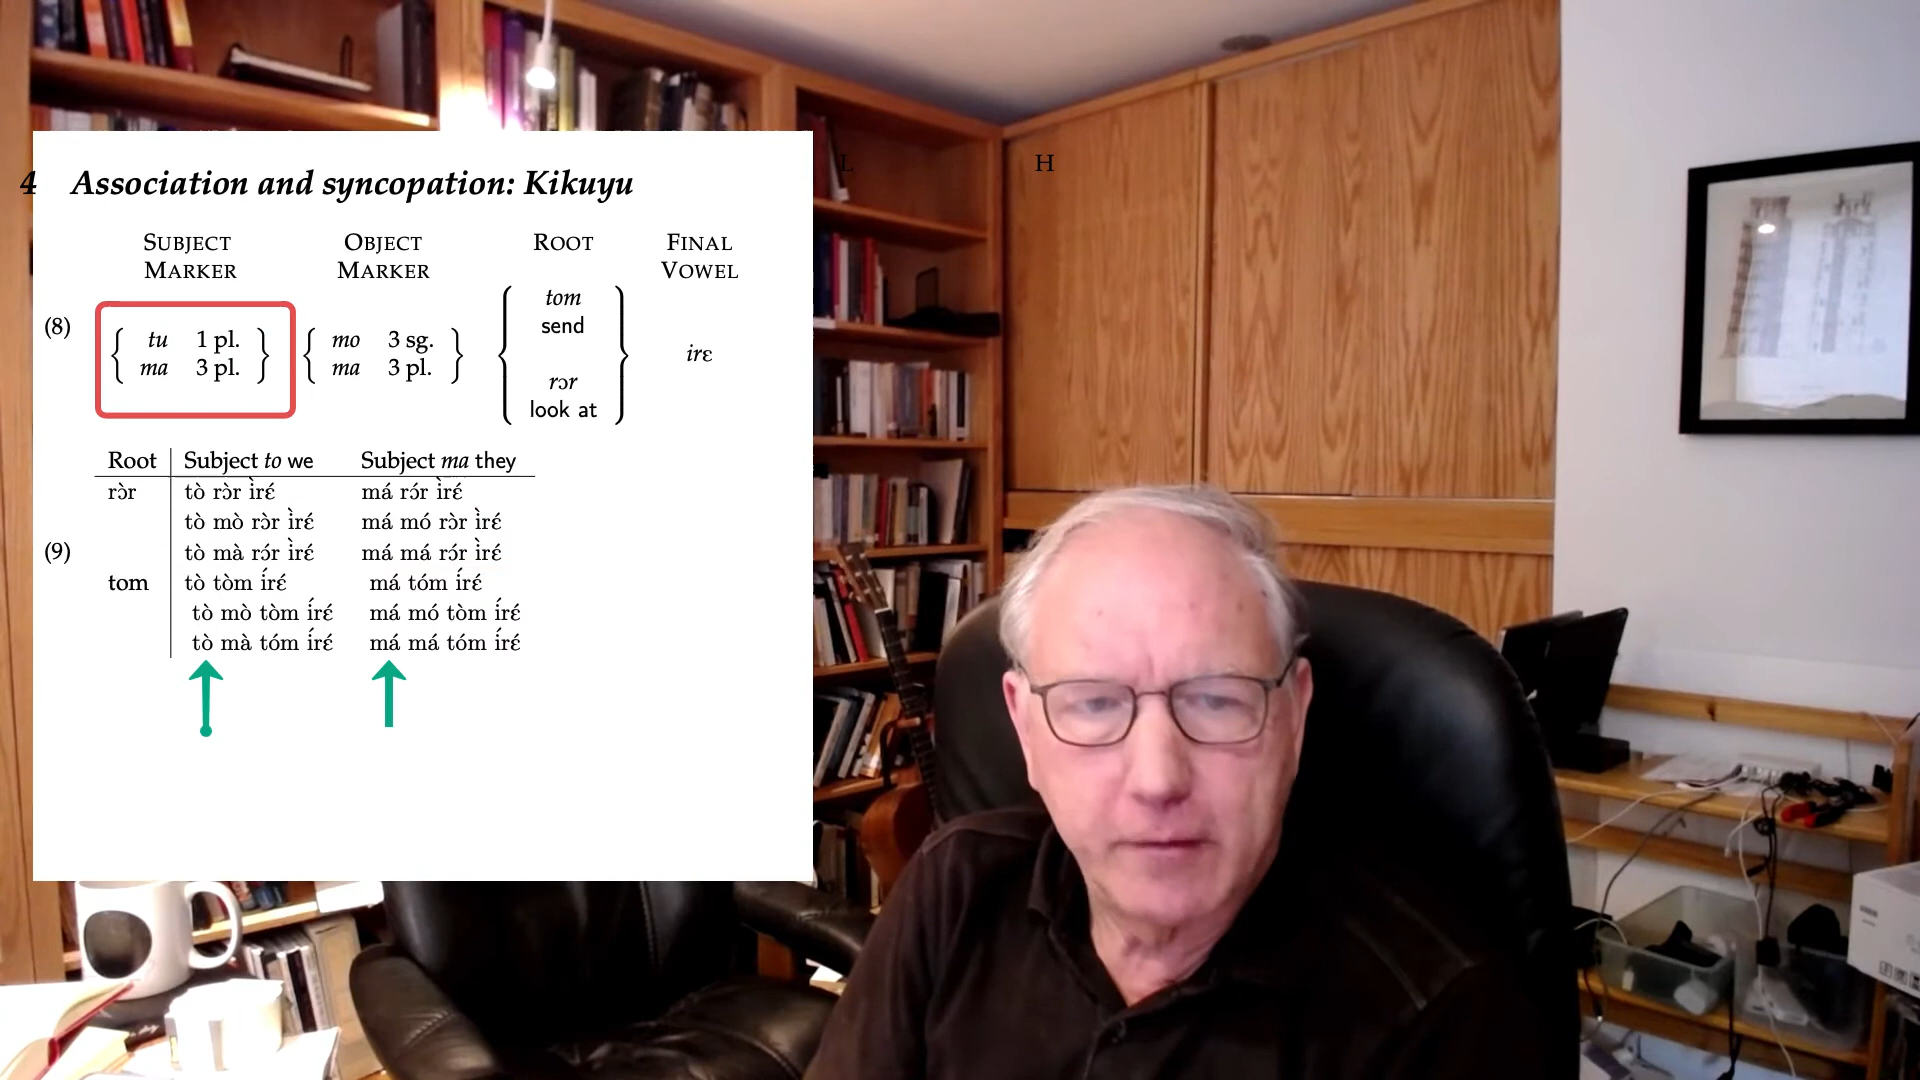 4 Association and syncopation: Kikuyu
L H
SUBJECT MARKER OBJECT MARKER ROOT FINAL VOWEL
(8) { tu 1 pl. ma 3 pl. } { mo 3 sg. ma 3 pl. } { tom send rɔr look at } irɛ
Root Subject to we Subject ma they
rɔ̀r tò rɔ̀r ìrɛ́ má rɔ́r ìrɛ́
tò mò rɔ̀r ìrɛ́ má mó rɔ̀r ìrɛ́
(9) tò mà rɔ́r ìrɛ́ má má rɔ́r ìrɛ́
tom tò tòm írɛ́ má tóm írɛ́
tò mò tòm írɛ́ má mó tòm írɛ́
tò mà tóm írɛ́ má má tóm írɛ́